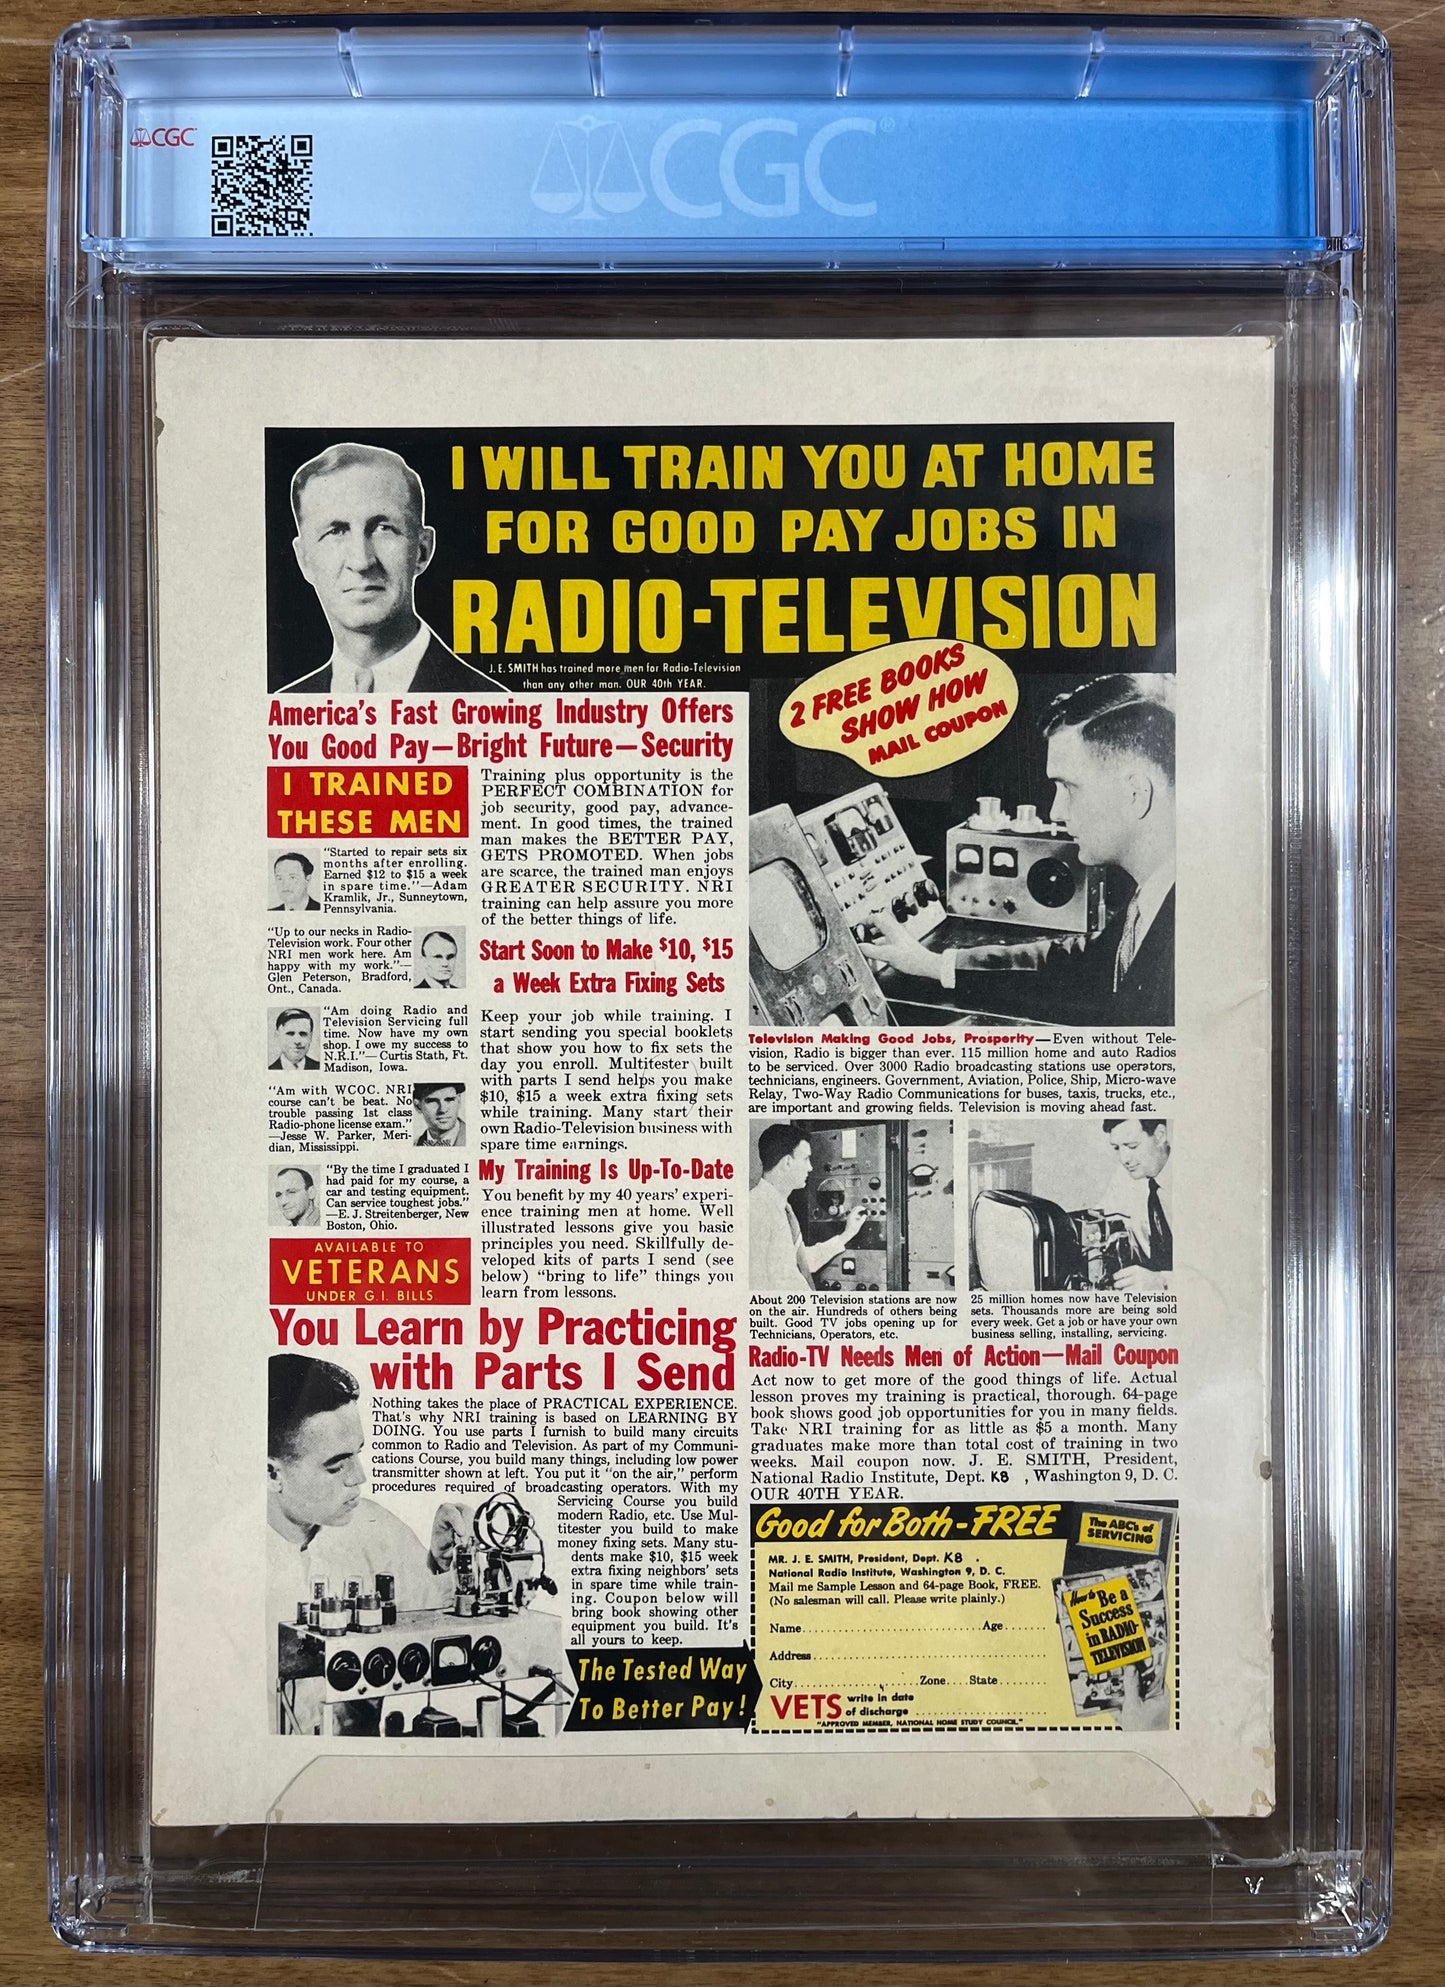 CGC
CGC
I WILL TRAIN YOU AT HOME
FOR GOOD PAY JOBS IN
RADIO-TELEVISION
J. E. SMITH has trained more men for Radio-Television
than any other man. OUR 40th YEAR.
2 FREE BOOKS
SHOW HOW
MAIL COUPON
America's Fast Growing Industry Offers
You Good Pay—Bright Future—Security
I TRAINED
THESE MEN
"Started to repair sets six
months after enrolling.
Earned $12 to $15 a week
in spare time."—Adam
Kramlik, Jr., Sunneytown,
Pennsylvania.
"Up to our necks in Radio-
Television work. Four other
NRI men work here. Am
happy with my work."—
Glen Peterson, Bradford,
Ont., Canada.
"Am doing Radio and
Television Servicing full
time. Now have my own
shop. I owe my success to
N.R.I."—Curtis Stath, Ft.
Madison, Iowa.
"Am with WCOC. NRI
course can't be beat. No
trouble passing 1st class
Radio-phone license exam."
—Jesse W. Parker, Meri-
dian, Mississippi.
"By the time I graduated I
had paid for my course, a
car and testing equipment.
Can service toughest jobs."
—E. J. Streitenberger, New
Boston, Ohio.
AVAILABLE TO
VETERANS
UNDER G.I. BILLS
Training plus opportunity is the
PERFECT COMBINATION for
job security, good pay, advance-
ment. In good times, the trained
man makes the BETTER PAY,
GETS PROMOTED. When jobs
are scarce, the trained man enjoys
GREATER SECURITY. NRI
training can help assure you more
of the better things of life.
Start Soon to Make $10, $15
a Week Extra Fixing Sets
Keep your job while training. I
start sending you special booklets
that show you how to fix sets the
day you enroll. Multitester built
with parts I send helps you make
$10, $15 a week extra fixing sets
while training. Many start their
own Radio-Television business with
spare time earnings.
My Training Is Up-To-Date
You benefit by my 40 years' experi-
ence training men at home. Well
illustrated lessons give you basic
principles you need. Skillfully de-
veloped kits of parts I send (see
below) "bring to life" things you
learn from lessons.
You Learn by Practicing
with Parts I Send
Nothing takes the place of PRACTICAL EXPERIENCE.
That's why NRI training is based on LEARNING BY
DOING. You use parts I furnish to build many circuits
common to Radio and Television. As part of my Communi-
cations Course, you build many things, including low power
transmitter shown at left. You put it "on the air," perform
procedures required of broadcasting operators. With my
Servicing Course you build
modern Radio, etc. Use Mul-
titester you build to make
money fixing sets. Many stu-
dents make $10, $15 week
extra fixing neighbors' sets
in spare time while train-
ing. Coupon below will
bring book showing other
equipment you build. It's
all yours to keep.
The Tested Way
To Better Pay!
Television Making Good Jobs, Prosperity—Even without Tele-
vision, Radio is bigger than ever. 115 million home and auto Radios
to be serviced. Over 3000 Radio broadcasting stations use operators,
technicians, engineers. Government, Aviation, Police, Ship, Micro-wave
Relay, Two-Way Radio Communications for buses, taxis, trucks, etc.,
are important and growing fields. Television is moving ahead fast.
About 200 Television stations are now
on the air. Hundreds of others being
built. Good TV jobs opening up for
Technicians, Operators, etc.
25 million homes now have Television
sets. Thousands more are being sold
every week. Get a job or have your own
business selling, installing, servicing.
Radio-TV Needs Men of Action—Mail Coupon
Act now to get more of the good things of life. Actual
lesson proves my training is practical, thorough. 64-page
book shows good job opportunities for you in many fields.
Take NRI training for as little as $5 a month. Many
graduates make more than total cost of training in two
weeks. Mail coupon now. J. E. SMITH, President,
National Radio Institute, Dept. K8 , Washington 9, D. C.
OUR 40TH YEAR.
Good for Both-FREE
MR. J. E. SMITH, President, Dept. K8 .
National Radio Institute, Washington 9, D. C.
Mail me Sample Lesson and 64-page Book, FREE.
(No salesman will call. Please write plainly.)
Name.............................Age.......
Address......................................
City....................Zone....State........
VETS write in date
of discharge ......................
"APPROVED MEMBER, NATIONAL HOME STUDY COUNCIL"
The ABC's of
SERVICING
How to Be a
Success
in RADIO-
TELEVISION